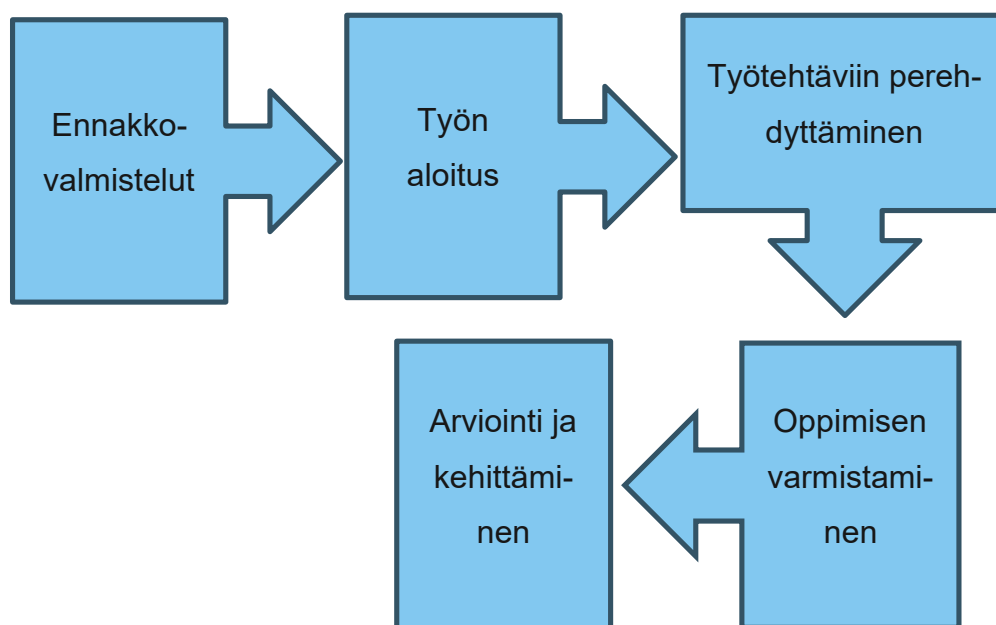 Ennakko-
valmistelut
Työn
aloitus
Työtehtäviin pereh-
dyttäminen
Oppimisen
varmistami-
nen
Arviointi ja
kehittämi-
nen